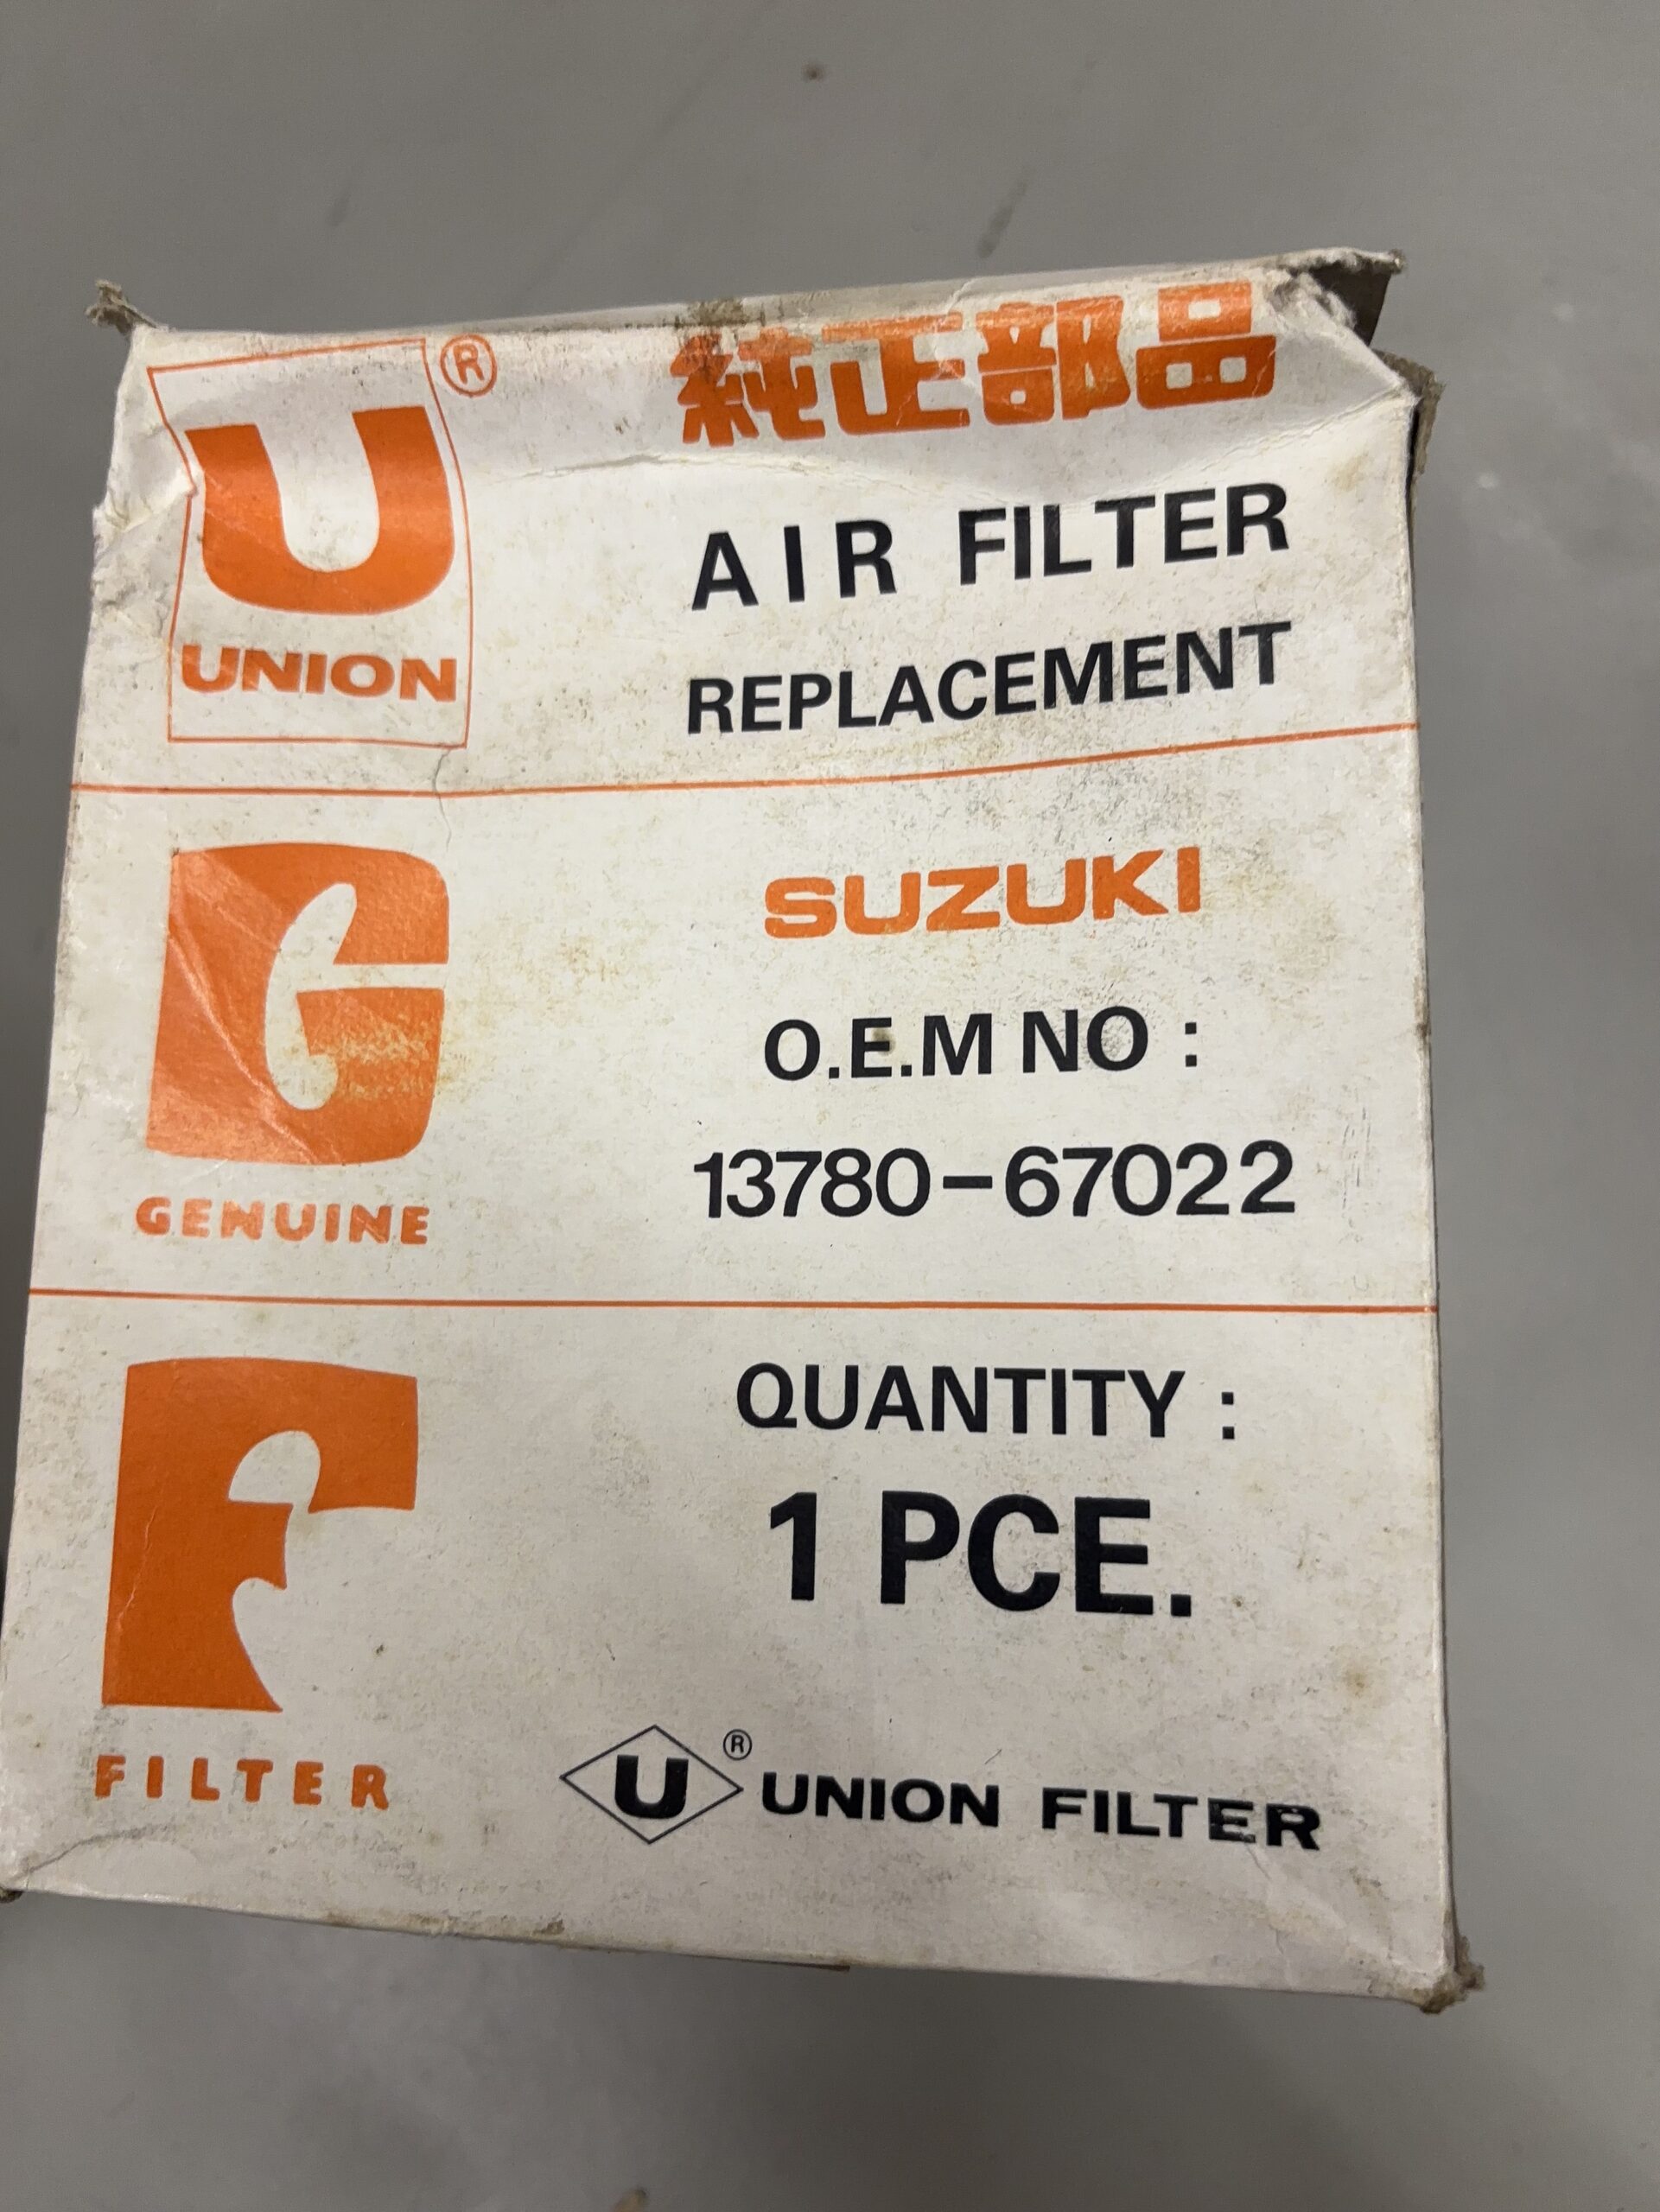 U®
UNION
純正部品
AIR FILTER
REPLACEMENT
G
GENUINE
SUZUKI
O.E.M NO :
13780-67022
F
FILTER
QUANTITY :
1 PCE.
U® UNION FILTER